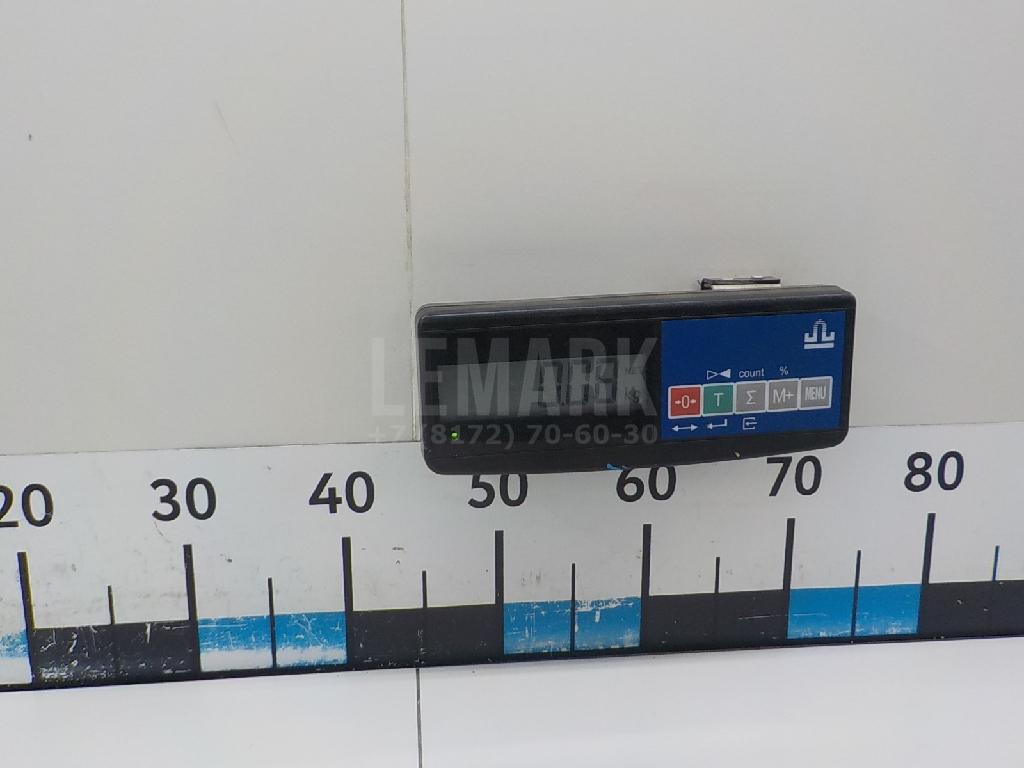 LEMARK
+7 (8172) 70-60-30
count %
→0← T Σ M+ MENU
20 30 40 50 60 70 80